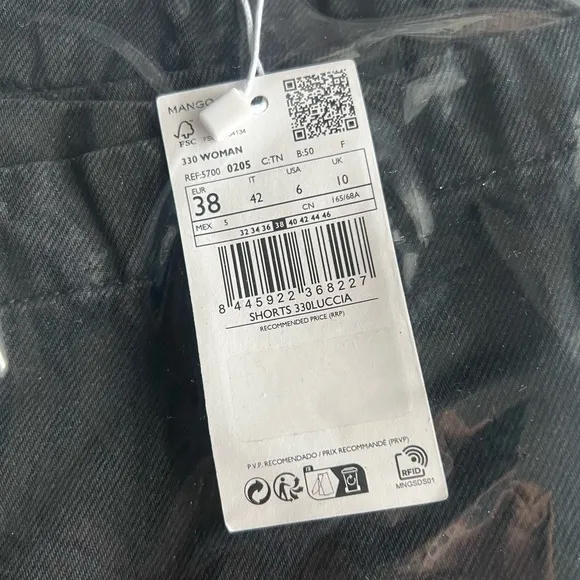 MANGO
FSC
330 WOMAN
REF:5700 0205 C:TN B:50 F
EUR IT USA UK
38 42 6 10
MEX 5 CN 165/68A
32 34 36 38 40 42 44 46
8 445922 368227
SHORTS 330LUCCIA
RECOMMENDED PRICE (RRP)
P.V.P. RECOMENDADO / PRIX RECOMMANDÉ (PRVP)
RFID
MNGSDS01